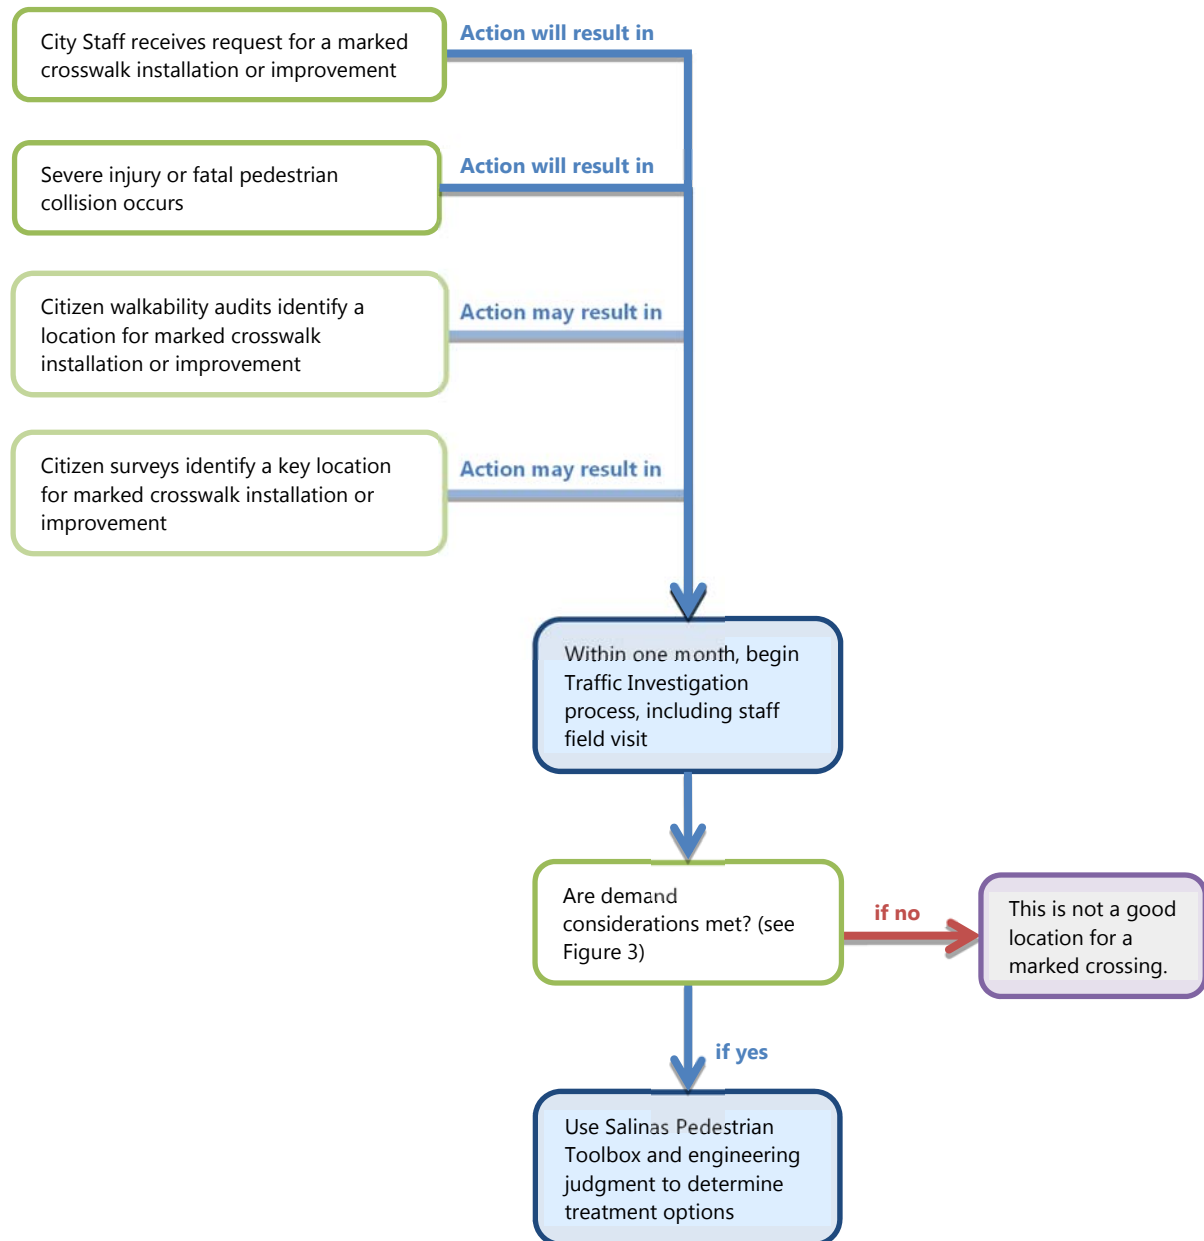 City Staff receives request for a marked
crosswalk installation or improvement
Action will result in
Severe injury or fatal pedestrian
collision occurs
Action will result in
Citizen walkability audits identify a
location for marked crosswalk
installation or improvement
Action may result in
Citizen surveys identify a key location
for marked crosswalk installation or
improvement
Action may result in
Within one month, begin
Traffic Investigation
process, including staff
field visit
Are demand
considerations met? (see
Figure 3)
if no
This is not a good
location for a
marked crossing.
if yes
Use Salinas Pedestrian
Toolbox and engineering
judgment to determine
treatment options